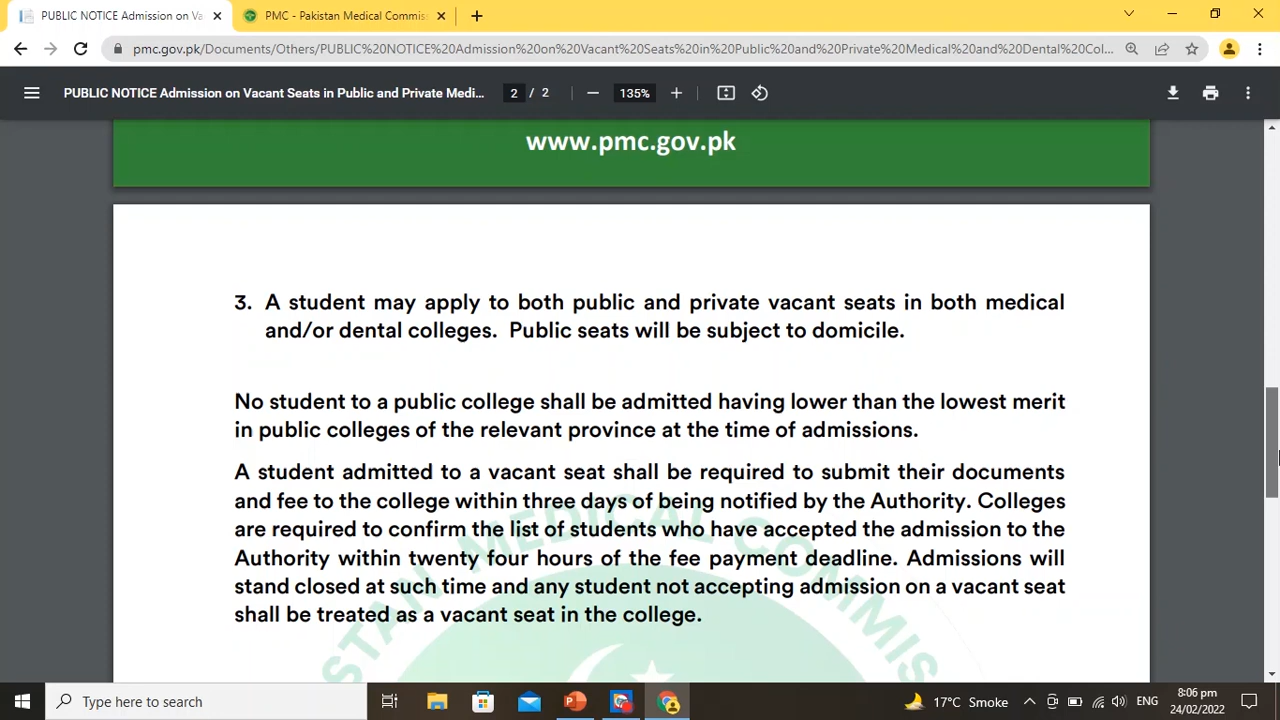 PUBLIC NOTICE Admission on Va
PMC - Pakistan Medical Commis
pmc.gov.pk/Documents/Others/PUBLIC%20NOTICE%20Admission%20on%20Vacant%20Seats%20in%20Public%20and%20Private%20Medical%20and%20Dental%20Col...
PUBLIC NOTICE Admission on Vacant Seats in Public and Private Medi...
2 / 2
135%
www.pmc.gov.pk
3. A student may apply to both public and private vacant seats in both medical
and/or dental colleges. Public seats will be subject to domicile.
No student to a public college shall be admitted having lower than the lowest merit
in public colleges of the relevant province at the time of admissions.
A student admitted to a vacant seat shall be required to submit their documents
and fee to the college within three days of being notified by the Authority. Colleges
are required to confirm the list of students who have accepted the admission to the
Authority within twenty four hours of the fee payment deadline. Admissions will
stand closed at such time and any student not accepting admission on a vacant seat
shall be treated as a vacant seat in the college.
STAN MEDICAL COMMIS
Type here to search
17°C Smoke
ENG
8:06 pm
24/02/2022